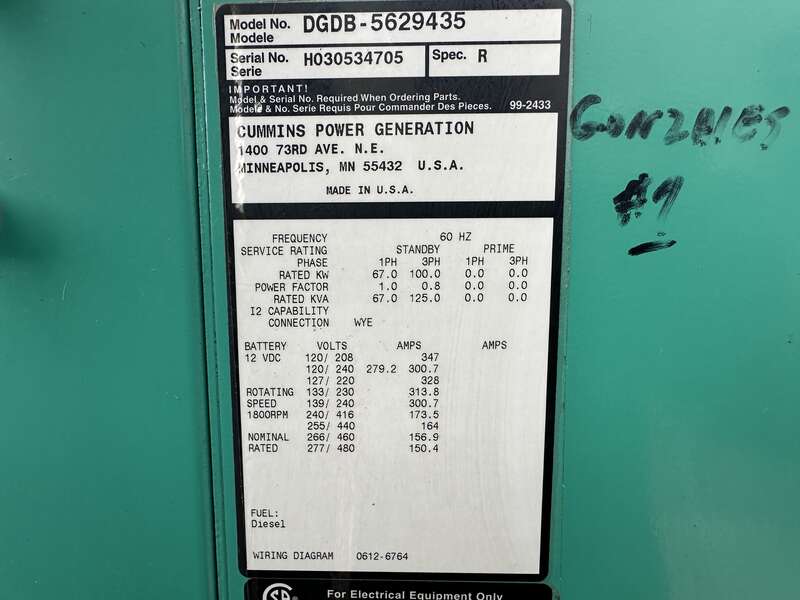 Model No. DGDB-5629435
Modele
Serial No. H030534705 Spec. R
Serie
IMPORTANT!
Model & Serial No. Required When Ordering Parts.
Model & No. Serie Requis Pour Commander Des Pieces. 99-2433
CUMMINS POWER GENERATION
1400 73RD AVE. N.E.
MINNEAPOLIS, MN 55432 U.S.A.
MADE IN U.S.A.
GONZALES
#9
FREQUENCY 60 HZ
SERVICE RATING STANDBY PRIME
PHASE 1PH 3PH 1PH 3PH
RATED KW 67.0 100.0 0.0 0.0
POWER FACTOR 1.0 0.8 0.0 0.0
RATED KVA 67.0 125.0 0.0 0.0
I2 CAPABILITY
CONNECTION WYE
BATTERY VOLTS AMPS AMPS
12 VDC 120/ 208 347
120/ 240 279.2 300.7
127/ 220 328
ROTATING 133/ 230 313.8
SPEED 139/ 240 300.7
1800RPM 240/ 416 173.5
255/ 440 164
NOMINAL 266/ 460 156.9
RATED 277/ 480 150.4
FUEL:
Diesel
WIRING DIAGRAM 0612-6764
For Electrical Equipment Only